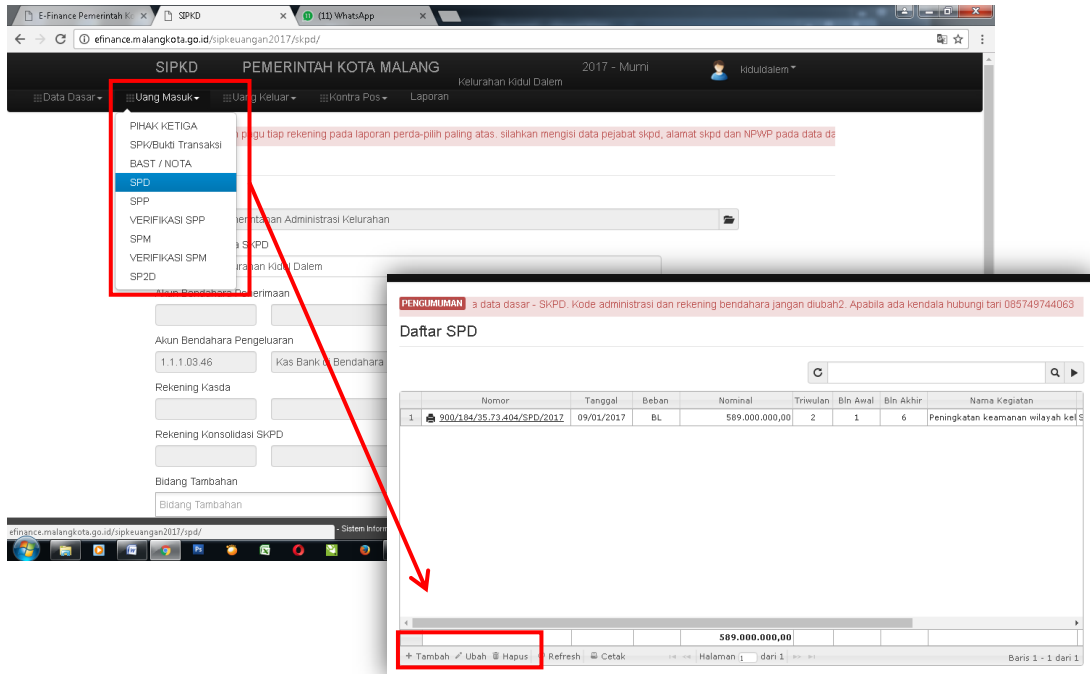 E-Finance Pemerintah K
SIPKD
(11) WhatsApp
efinance.malangkota.go.id/sipkeuangan2017/skpd/
SIPKD PEMERINTAH KOTA MALANG
Kelurahan Kidul Dalem
2017 - Murni
kiduldalem
Data Dasar Uang Masuk Uang Keluar Kontra Pos Laporan
PIHAK KETIGA
SPK/Bukti Transaksi
BAST / NOTA
SPD
SPP
VERIFIKASI SPP
SPM
VERIFIKASI SPM
SP2D
pagu tiap rekening pada laporan perda-pilih paling atas. silahkan mengisi data pejabat skpd, alamat skpd dan NPWP pada data da
Administrasi Kelurahan
SKPD
Kidul Dalem
Akun Bendahara Penerimaan
Akun Bendahara Pengeluaran
1.1.1.03.46 Kas Bank di Bendahara
Rekening Kasda
Rekening Konsolidasi SKPD
Bidang Tambahan
Bidang Tambahan
efinance.malangkota.go.id/sipkeuangan2017/spd/
- Sistem Inform
PENGUMUMAN a data dasar - SKPD. Kode administrasi dan rekening bendahara jangan diubah2. Apabila ada kendala hubungi tari 085749744063
Daftar SPD
Nomor Tanggal Beban Nominal Triwulan Bln Awal Bln Akhir Nama Kegiatan
1 900/184/35.73.404/SPD/2017 09/01/2017 BL 589.000.000,00 2 1 6 Peningkatan keamanan wilayah kel S
589.000.000,00
+ Tambah Ubah Hapus Refresh Cetak Halaman 1 dari 1 Baris 1 - 1 dari 1